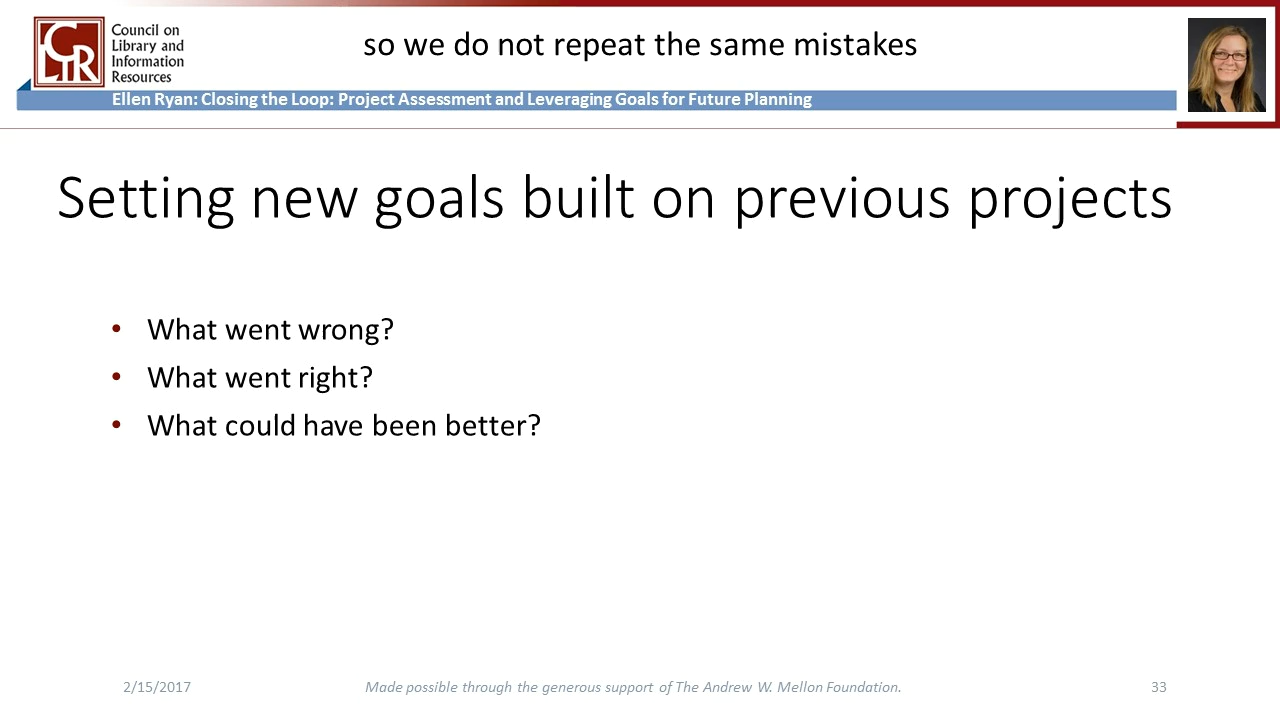 CLIR
Council on
Library and
Information
Resources
so we do not repeat the same mistakes
Ellen Ryan: Closing the Loop: Project Assessment and Leveraging Goals for Future Planning
Setting new goals built on previous projects
• What went wrong?
• What went right?
• What could have been better?
2/15/2017
Made possible through the generous support of The Andrew W. Mellon Foundation.
33